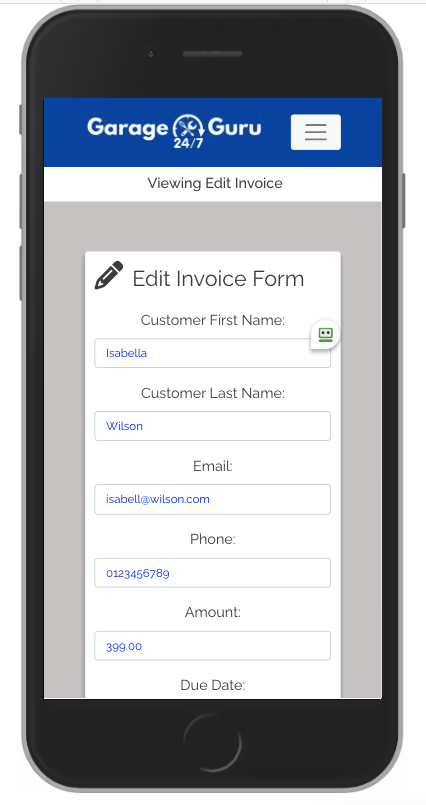 Garage Guru
24/7
Viewing Edit Invoice
Edit Invoice Form
Customer First Name:
Isabella
Customer Last Name:
Wilson
Email:
isabell@wilson.com
Phone:
0123456789
Amount:
399.00
Due Date: